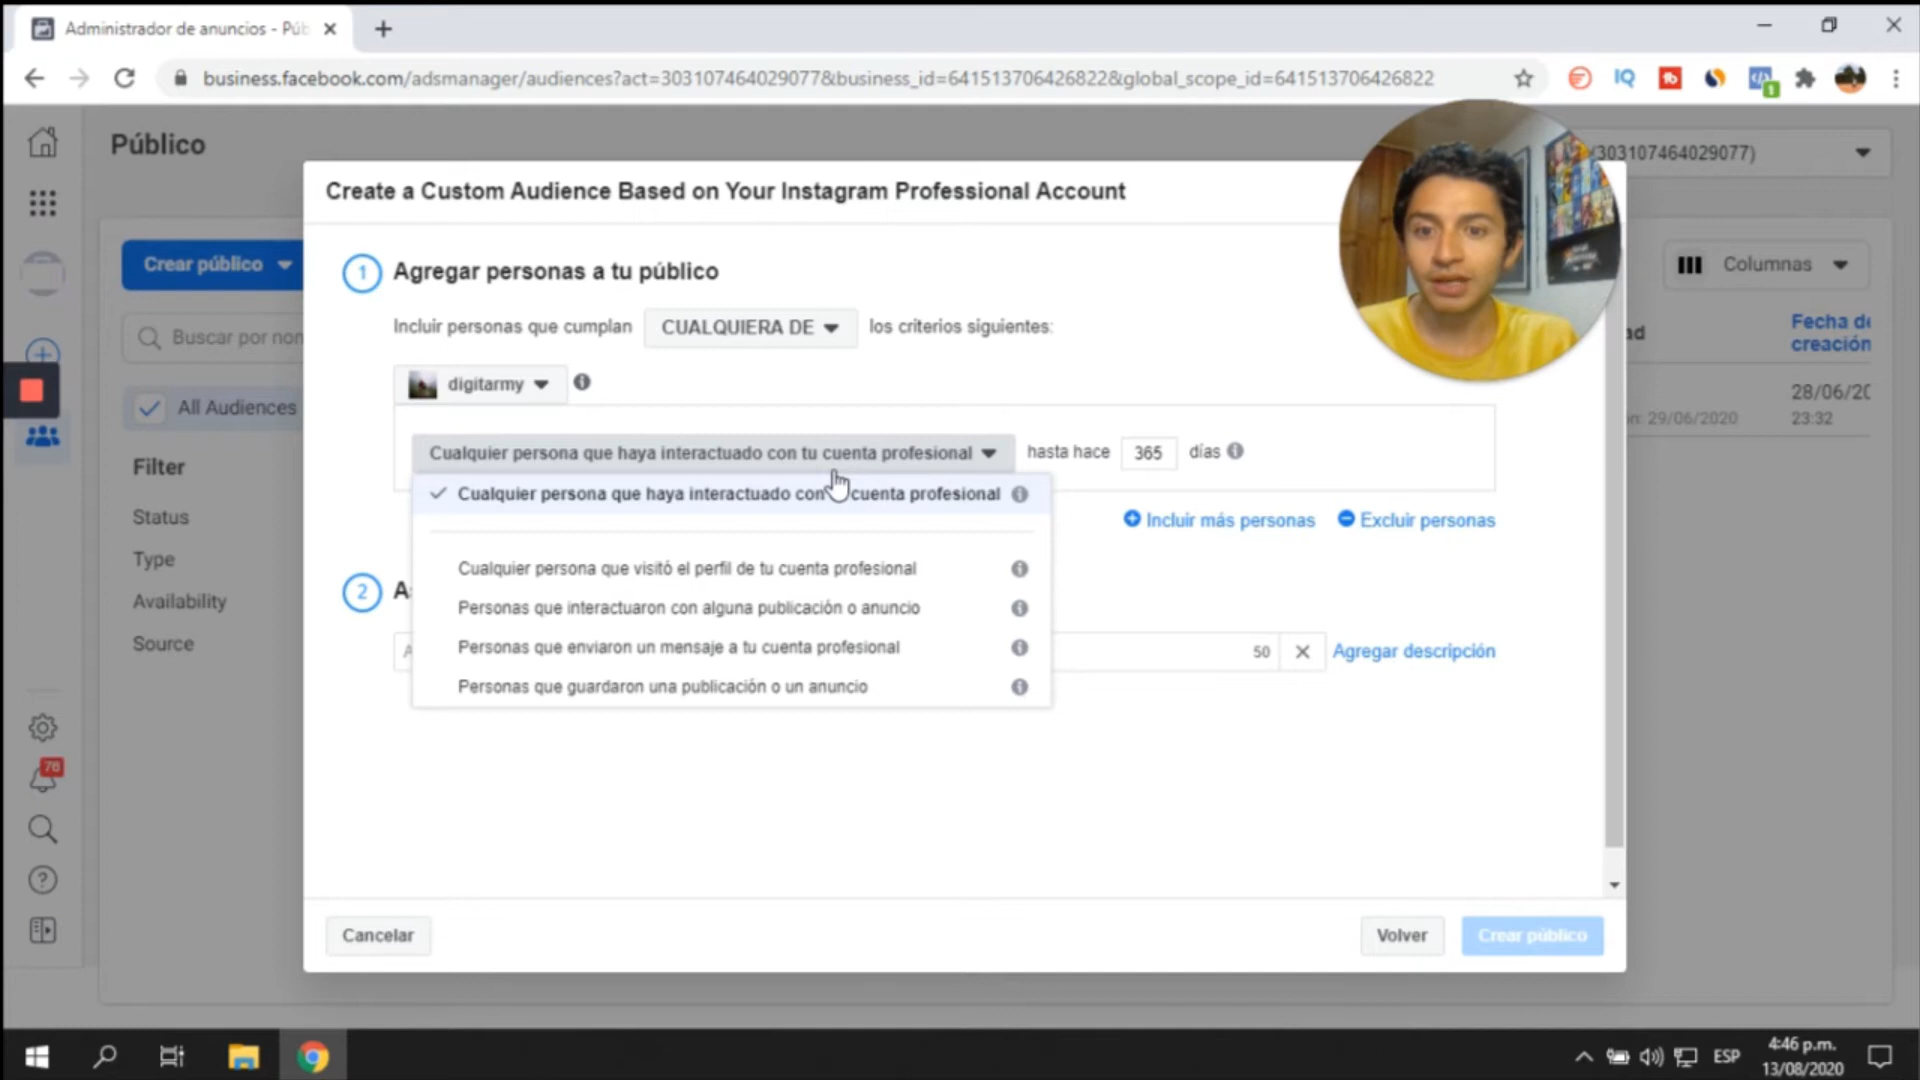 Administrador de anuncios - Púb
business.facebook.com/adsmanager/audiences?act=303107464029077&business_id=641513706426822&global_scope_id=641513706426822
Público
303107464029077)
Create a Custom Audience Based on Your Instagram Professional Account
Crear público
Columnas
1 Agregar personas a tu público
Buscar por nom
Incluir personas que cumplan CUALQUIERA DE los criterios siguientes:
ad
Fecha de
creación
digitarmy
All Audiences
28/06/20
n: 29/06/2020
23:32
Cualquier persona que haya interactuado con tu cuenta profesional hasta hace 365 días
Filter
Cualquier persona que haya interactuado con cuenta profesional
Status
Incluir más personas Excluir personas
Type
Cualquier persona que visitó el perfil de tu cuenta profesional
2 A
Availability
Personas que interactuaron con alguna publicación o anuncio
Source
Personas que enviaron un mensaje a tu cuenta profesional
50
Agregar descripción
Personas que guardaron una publicación o un anuncio
78
Cancelar
Volver
Crear público
ESP
4:46 p.m.
13/08/2020